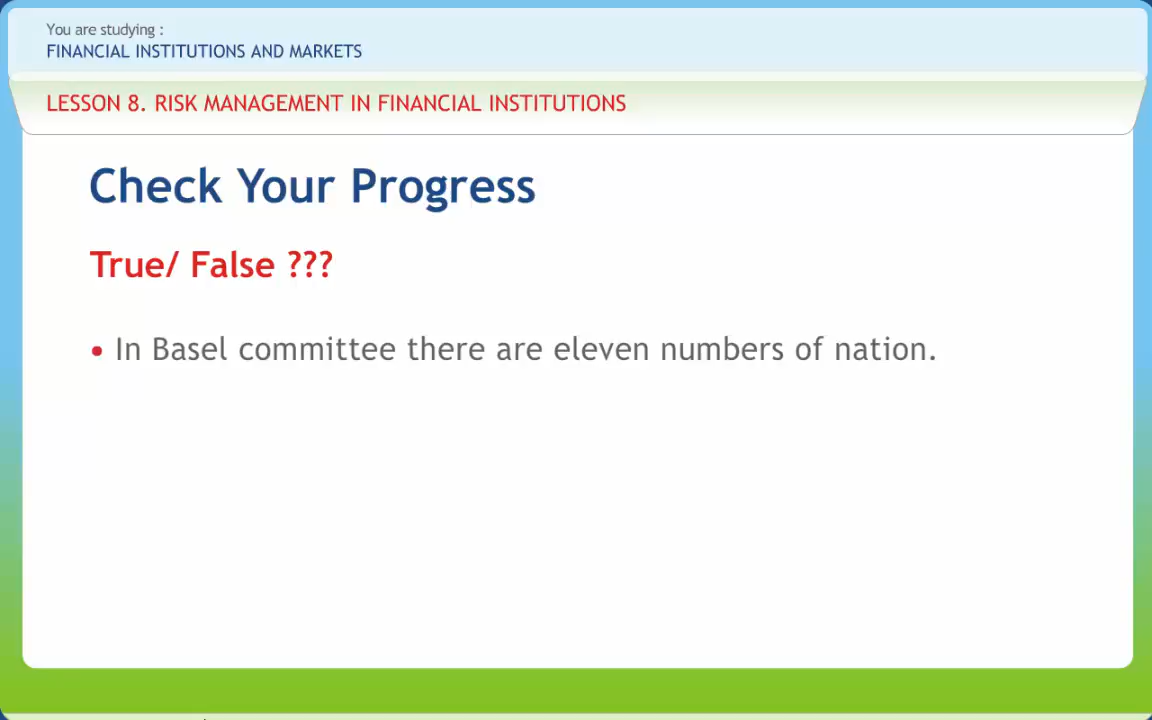 You are studying :
FINANCIAL INSTITUTIONS AND MARKETS
LESSON 8. RISK MANAGEMENT IN FINANCIAL INSTITUTIONS
Check Your Progress
True/ False ???
• In Basel committee there are eleven numbers of nation.